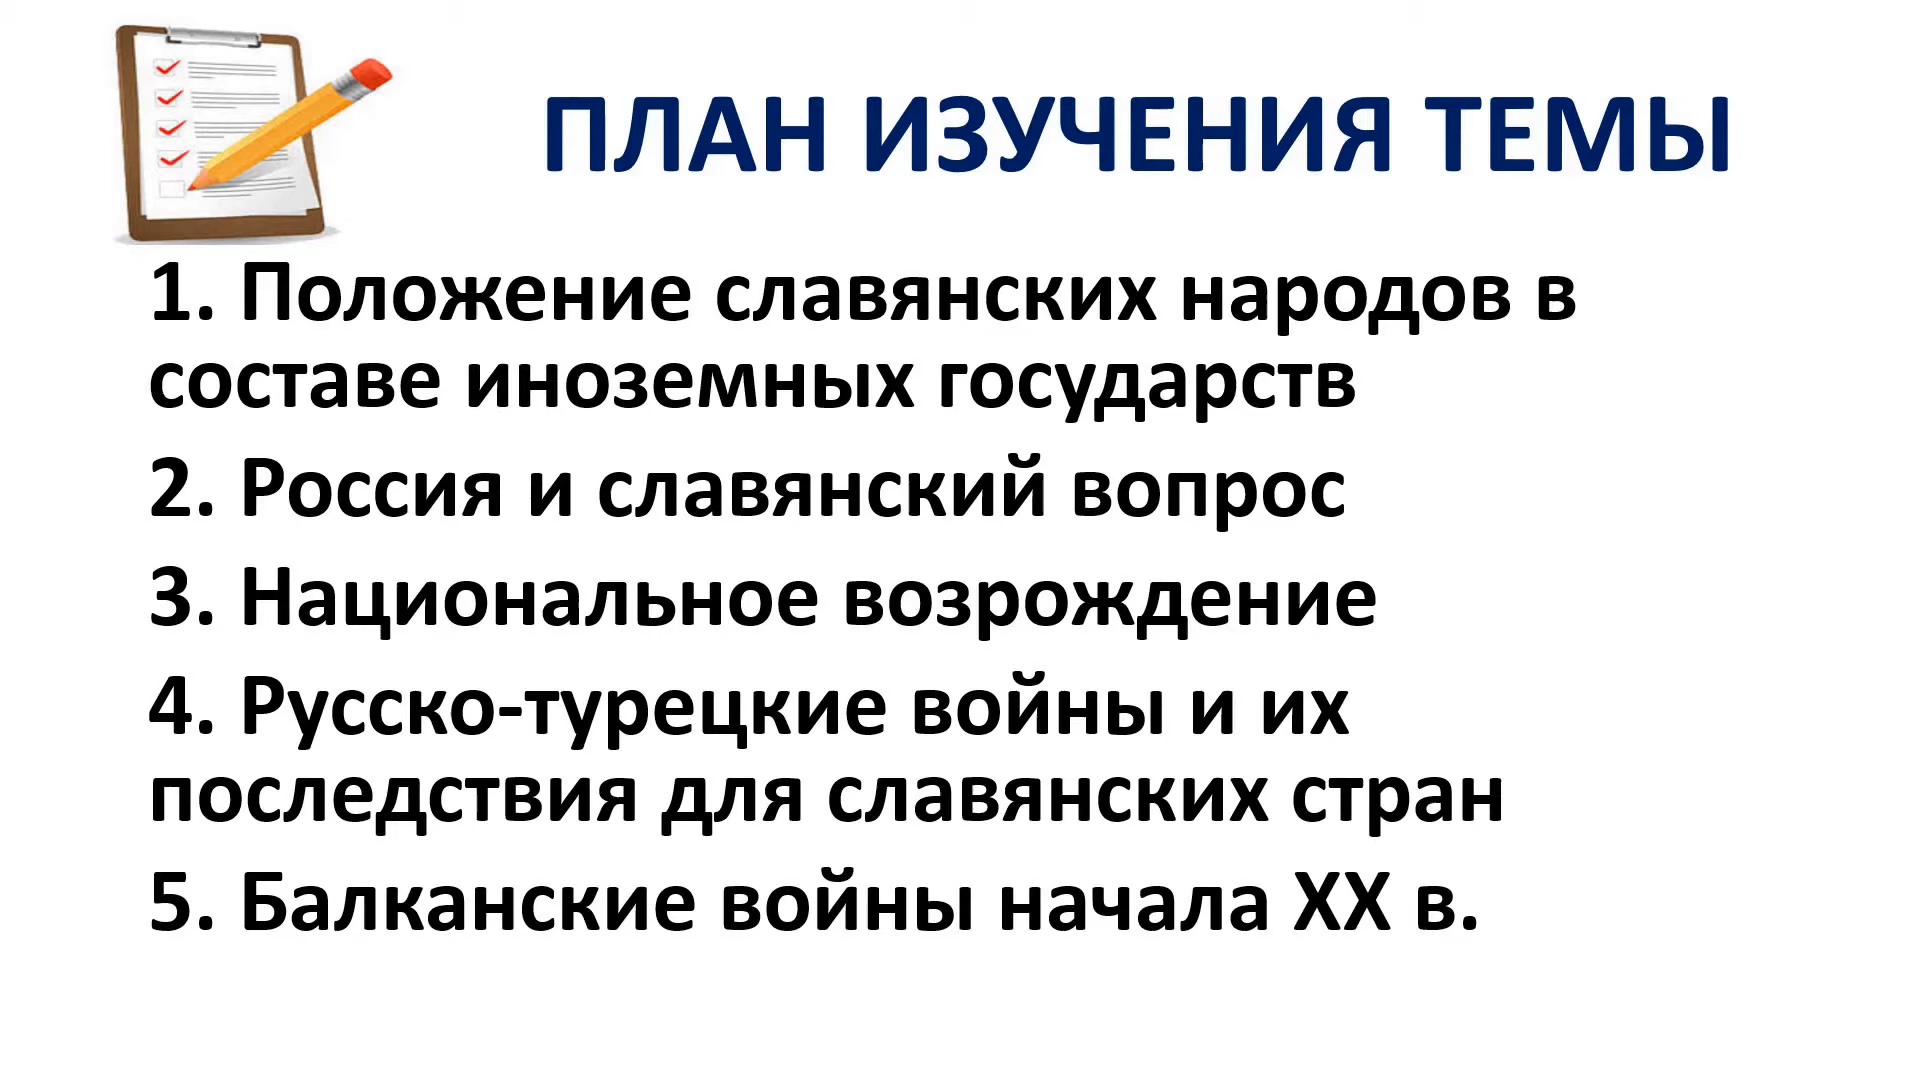 ПЛАН ИЗУЧЕНИЯ ТЕМЫ
1. Положение славянских народов в
составе иноземных государств
2. Россия и славянский вопрос
3. Национальное возрождение
4. Русско-турецкие войны и их
последствия для славянских стран
5. Балканские войны начала XX в.